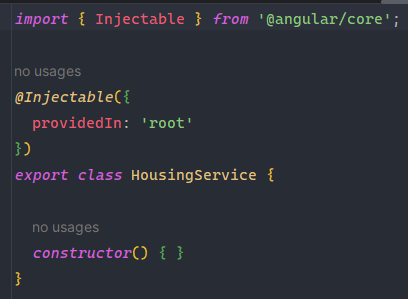 import { Injectable } from '@angular/core';
no usages
@Injectable({
providedIn: 'root'
})
export class HousingService {
no usages
constructor() { }
}